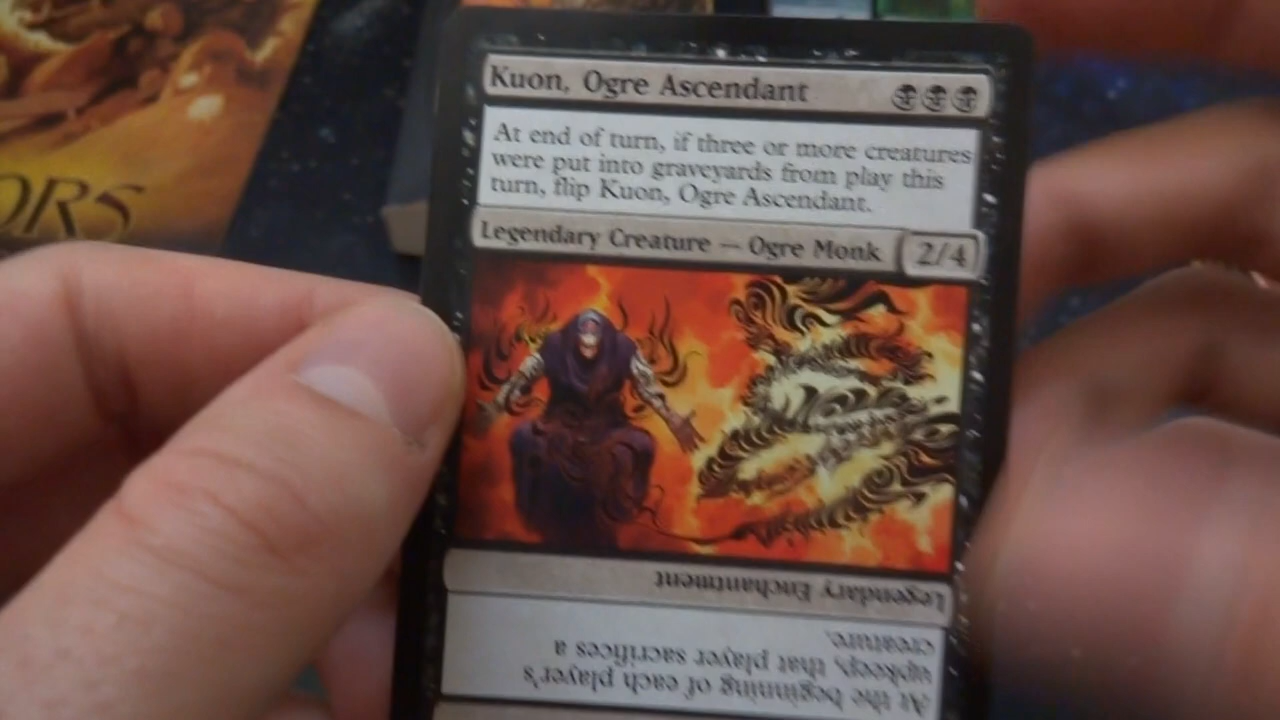 ORS
Kuon, Ogre Ascendant
At end of turn, if three or more creatures
were put into graveyards from play this
turn, flip Kuon, Ogre Ascendant.
Legendary Creature — Ogre Monk 2/4
Legendary Enchantment
At the beginning of each player's
upkeep, that player sacrifices a
creature.